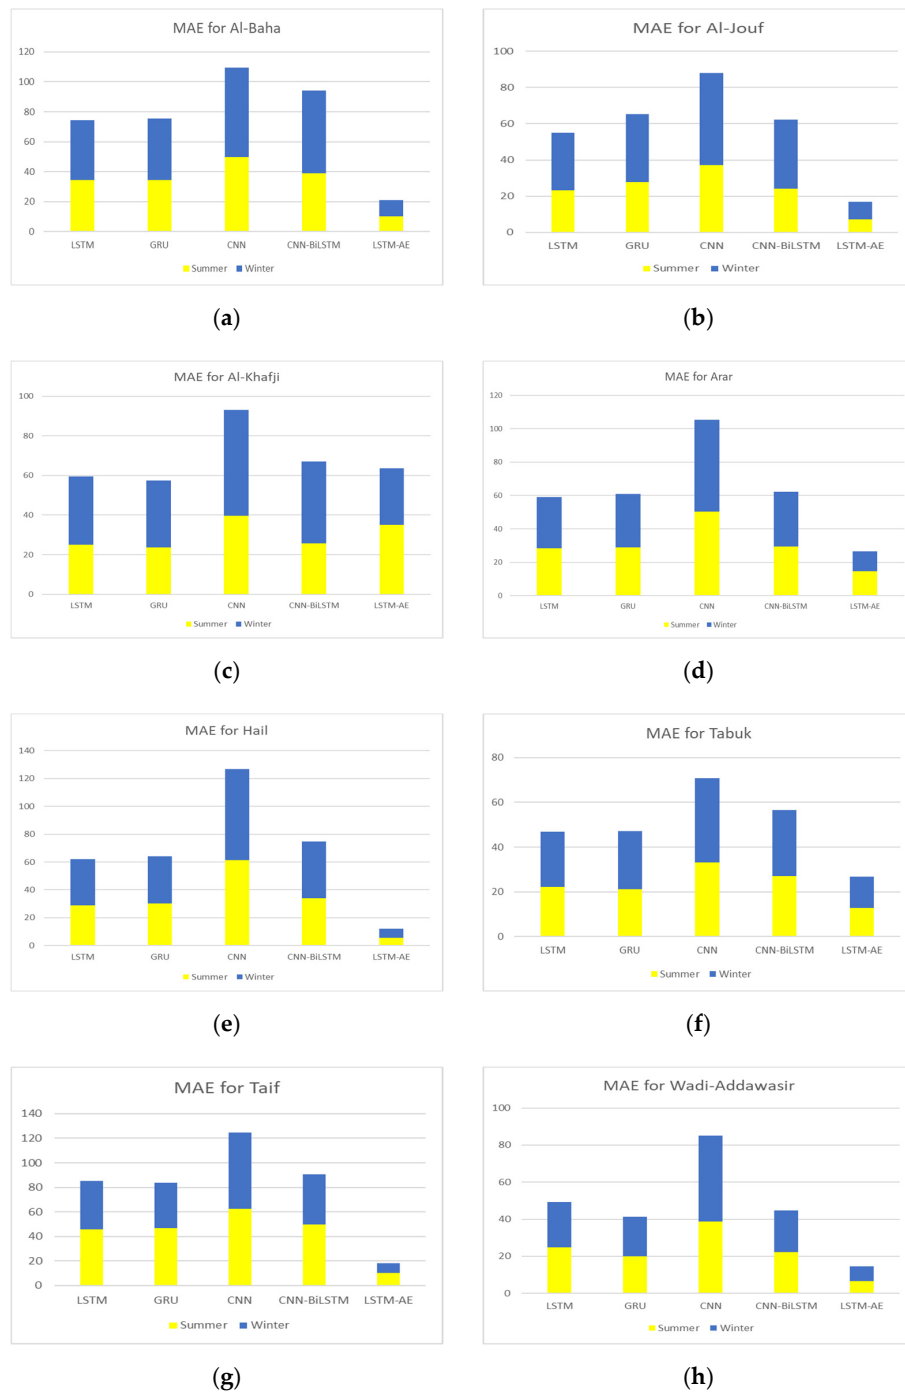 MAE for Al-Baha
120
100
80
60
40
20
0
LSTM GRU CNN CNN-BiLSTM LSTM-AE
Summer Winter
(a)
MAE for Al-Jouf
100
80
60
40
20
0
LSTM GRU CNN CNN-BiLSTM LSTM-AE
Summer Winter
(b)
MAE for Al-Khafji
100
80
60
40
20
0
LSTM GRU CNN CNN-BiLSTM LSTM-AE
Summer Winter
(c)
MAE for Arar
120
100
80
60
40
20
0
LSTM GRU CNN CNN-BiLSTM LSTM-AE
Summer Winter
(d)
MAE for Hail
140
120
100
80
60
40
20
0
LSTM GRU CNN CNN-BiLSTM LSTM-AE
Summer Winter
(e)
MAE for Tabuk
80
60
40
20
0
LSTM GRU CNN CNN-BiLSTM LSTM-AE
Summer Winter
(f)
MAE for Taif
140
120
100
80
60
40
20
0
LSTM GRU CNN CNN-BiLSTM LSTM-AE
Summer Winter
(g)
MAE for Wadi-Addawasir
100
80
60
40
20
0
LSTM GRU CNN CNN-BiLSTM LSTM-AE
Summer Winter
(h)